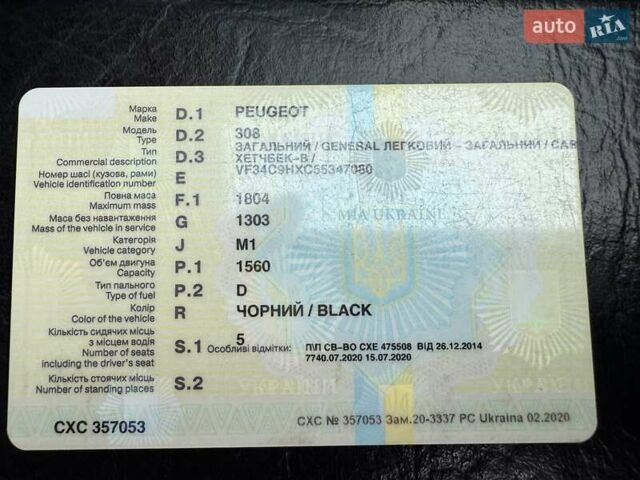 auto RIA.com
Марка D.1 PEUGEOT
Make
Модель D.2 308
Type
ЗАГАЛЬНИЙ / GENERAL ЛЕГКОВИЙ – ЗАГАЛЬНИЙ / CAR
Тип D.3 ХЕТЧБЕК-В /
Commercial description
Номер шасі (кузова, рами) E VF34C9HXC55347080
Vehicle identification number
Повна маса F.1 1804
Maximum mass
MIA UKRAINE
Маса без навантаження G 1303
Mass of the vehicle in service
Категорія J M1
Vehicle category
Об'єм двигуна P.1 1560
Capacity
Тип пального P.2 D
Type of fuel
Колір R ЧОРНИЙ / BLACK
Color of the vehicle
Кількість сидячих місць
з місцем водія S.1 5
Number of seats
including the driver's seat
Особливі відмітки: П\Л СВ-ВО СХЕ 475508 ВІД 26.12.2014
7740.07.2020 15.07.2020
Кількість стоячих місць S.2
Number of standing places
СХС 357053
СХС № 357053 Зам.20-3337 PC Ukraina 02.2020